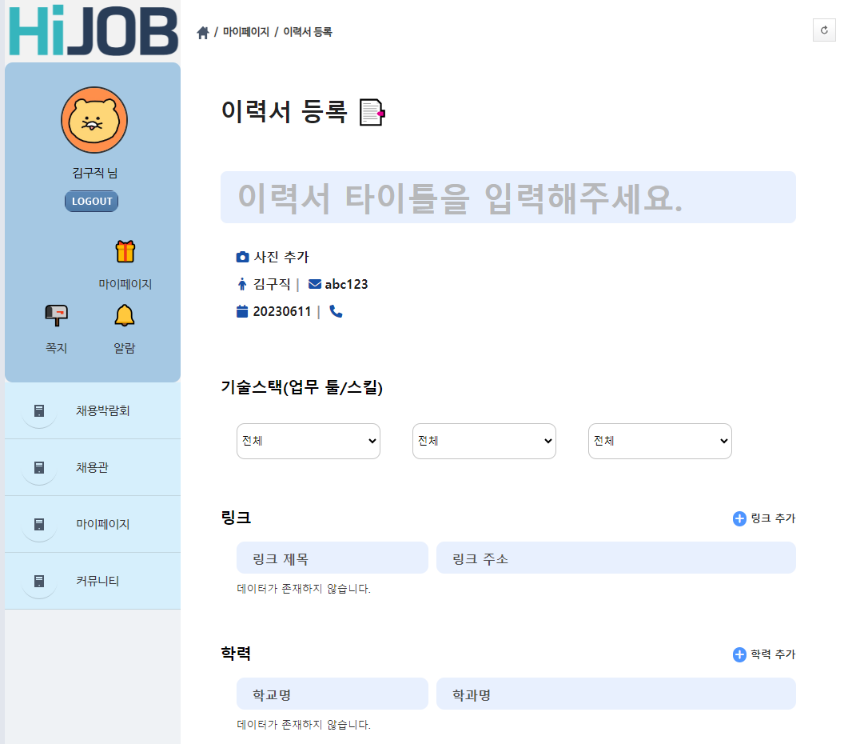 HiJOB
/ 마이페이지 / 이력서 등록
김구직 님
LOGOUT
마이페이지
쪽지
알람
채용박람회
채용관
마이페이지
커뮤니티
이력서 등록
이력서 타이틀을 입력해주세요.
사진 추가
김구직 | abc123
20230611 |
기술스택(업무 툴/스킬)
전체 전체 전체
링크 링크 추가
링크 제목 링크 주소
데이터가 존재하지 않습니다.
학력 학력 추가
학교명 학과명
데이터가 존재하지 않습니다.